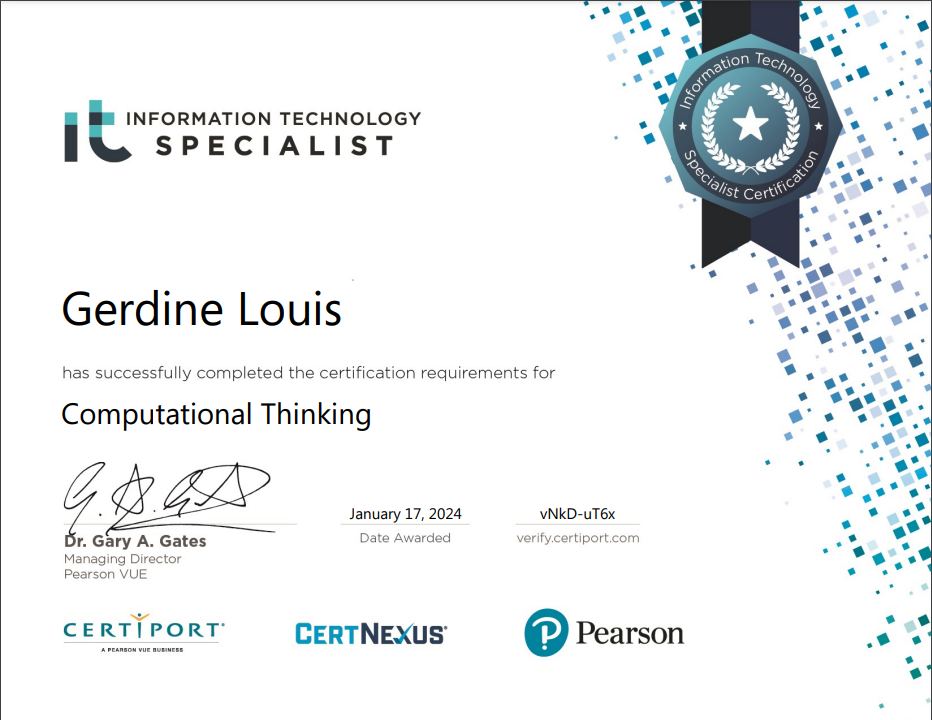 it INFORMATION TECHNOLOGY
SPECIALIST
Information Technology
Specialist Certification
Gerdine Louis
has successfully completed the certification requirements for
Computational Thinking
Dr. Gary A. Gates
Managing Director
Pearson VUE
January 17, 2024
Date Awarded
vNkD-uT6x
verify.certiport.com
CERTIPORT®
A PEARSON VUE BUSINESS
CERTNEXUS®
P Pearson